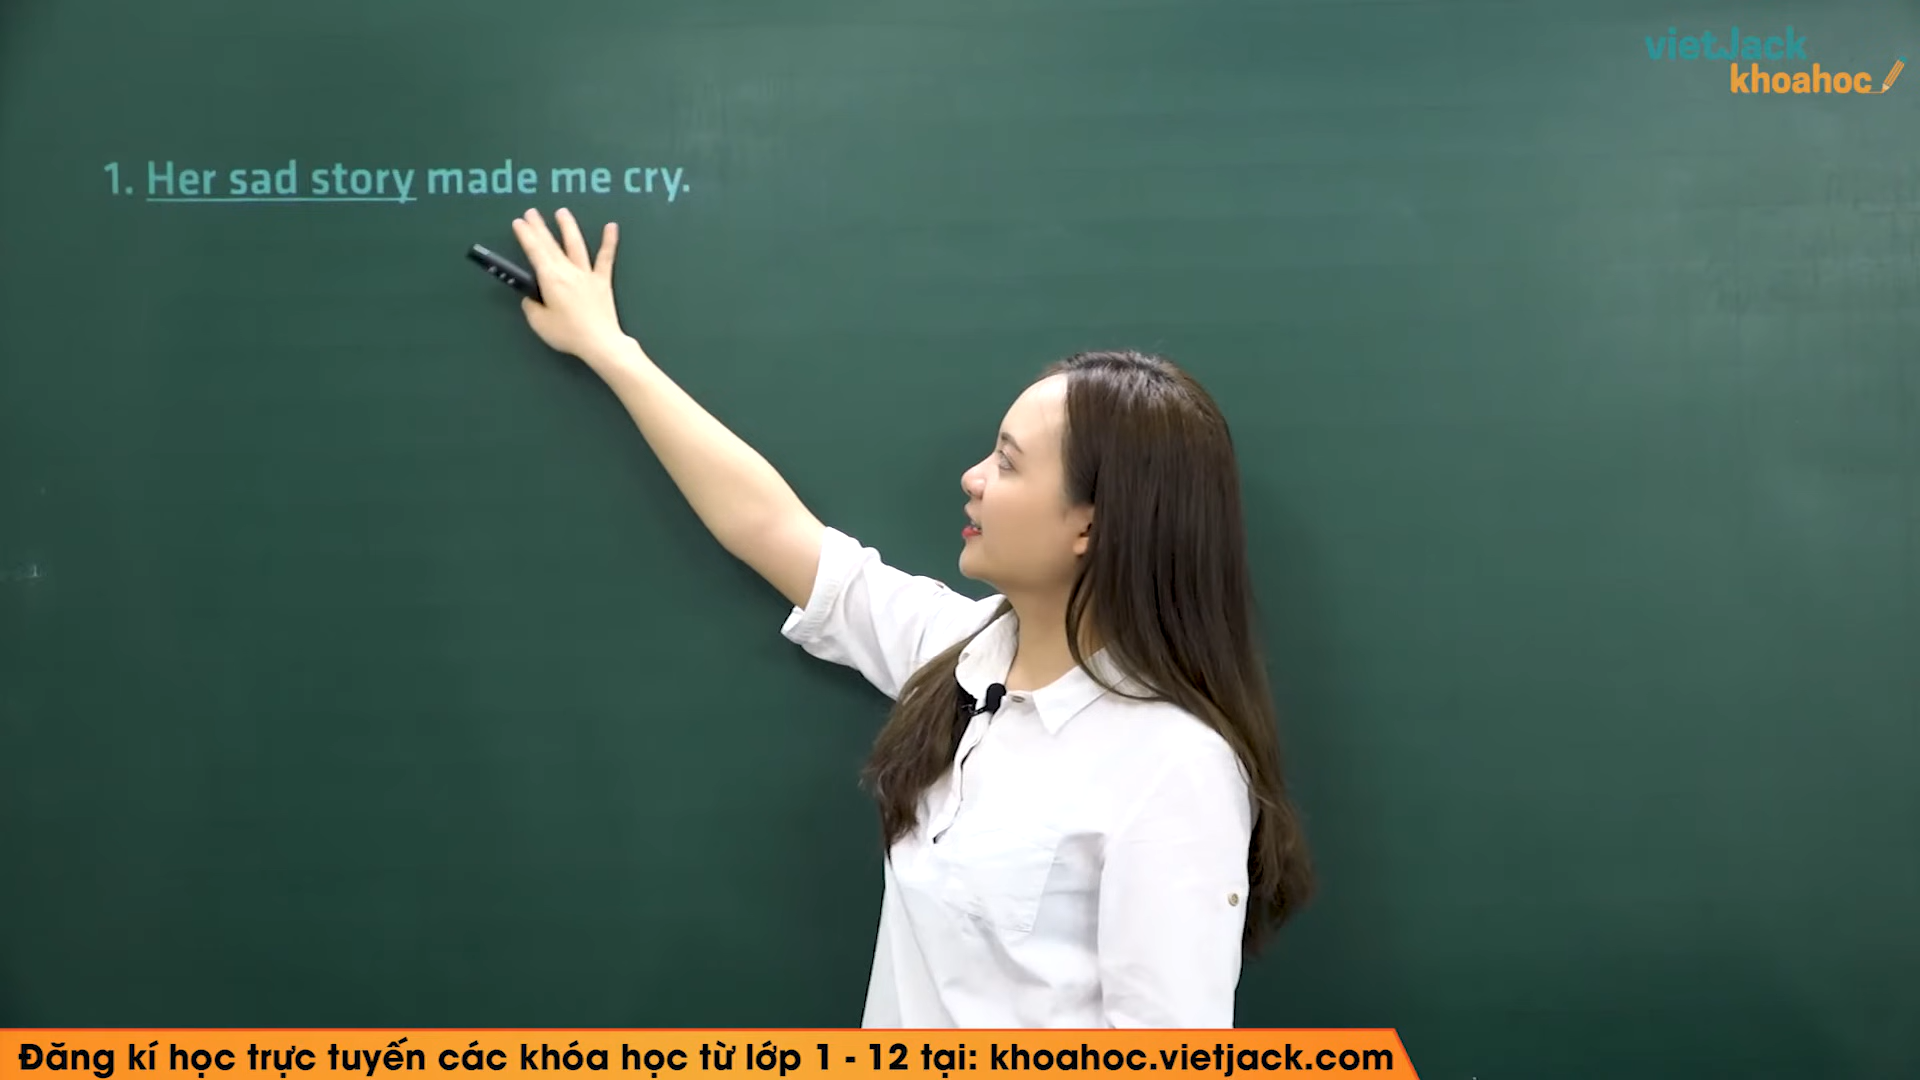 vietJack
khoahoc
1. Her sad story made me cry.
Đăng kí học trực tuyến các khóa học từ lớp 1 - 12 tại: khoahoc.vietjack.com